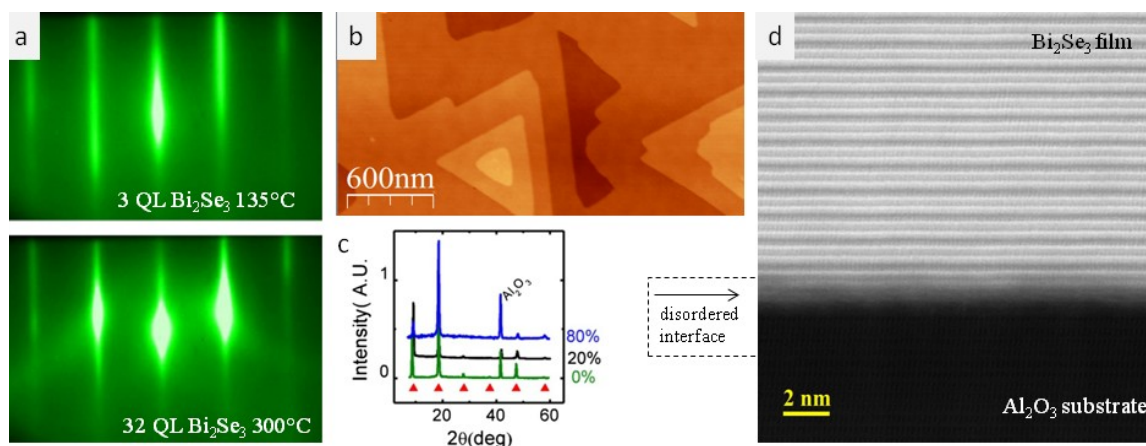 a
3 QL Bi₂Se₃ 135°C
32 QL Bi₂Se₃ 300°C
b
600nm
c
Intensity( A.U.
1
0
Al₂O₃
80%
20%
0%
0 20 40 60
2θ(deg)
disordered
interface
d
Bi₂Se₃ film
2 nm
Al₂O₃ substrate